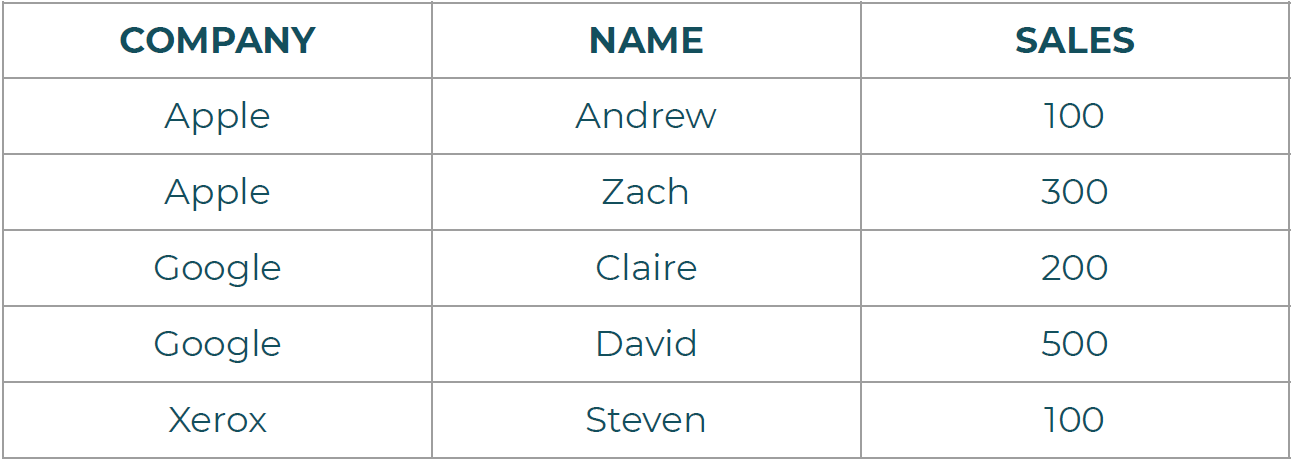 COMPANY NAME SALES
Apple Andrew 100
Apple Zach 300
Google Claire 200
Google David 500
Xerox Steven 100